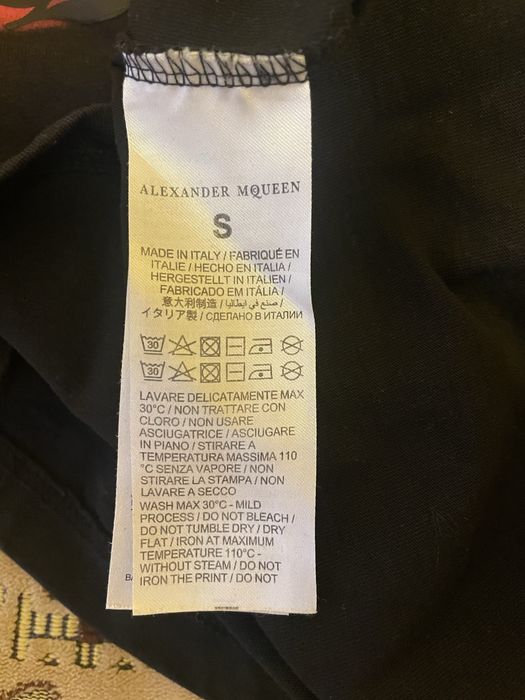 ALEXANDER MQUEEN
S
MADE IN ITALY / FABRIQUÉ EN
ITALIE / HECHO EN ITALIA /
HERGESTELLT IN ITALIEN /
FABRICADO EM ITÁLIA /
意大利制造 / صنع في ايطاليا /
イタリア製 / СДЕЛАНО В ИТАЛИИ
30
30
LAVARE DELICATAMENTE MAX
30°C / NON TRATTARE CON
CLORO / NON USARE
ASCIUGATRICE / ASCIUGARE
IN PIANO / STIRARE A
TEMPERATURA MASSIMA 110
°C SENZA VAPORE / NON
STIRARE LA STAMPA / NON
LAVARE A SECCO
WASH MAX 30°C - MILD
PROCESS / DO NOT BLEACH /
DO NOT TUMBLE DRY / DRY
FLAT / IRON AT MAXIMUM
TEMPERATURE 110°C -
WITHOUT STEAM / DO NOT
IRON THE PRINT / DO NOT